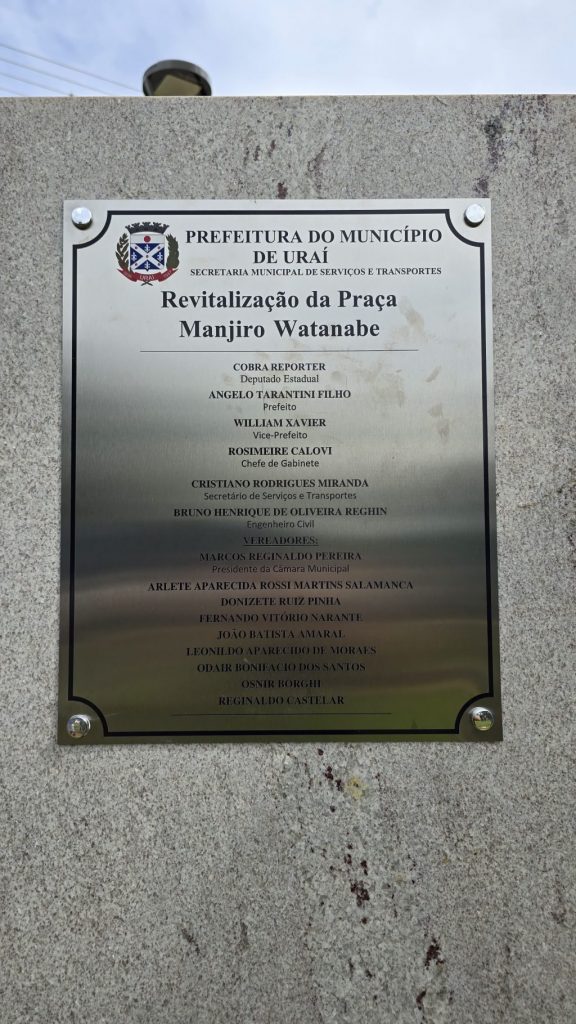 URAÍ
PREFEITURA DO MUNICÍPIO
DE URAÍ
SECRETARIA MUNICIPAL DE SERVIÇOS E TRANSPORTES
Revitalização da Praça
Manjiro Watanabe
COBRA REPORTER
Deputado Estadual
ANGELO TARANTINI FILHO
Prefeito
WILLIAM XAVIER
Vice-Prefeito
ROSIMEIRE CALOVI
Chefe de Gabinete
CRISTIANO RODRIGUES MIRANDA
Secretário de Serviços e Transportes
BRUNO HENRIQUE DE OLIVEIRA REGHIN
Engenheiro Civil
VEREADORES:
MARCOS REGINALDO PEREIRA
Presidente da Câmara Municipal
ARLETE APARECIDA ROSSI MARTINS SALAMANCA
DONIZETE RUIZ PINHA
FERNANDO VITÓRIO NARANTE
JOÃO BATISTA AMARAL
LEONILDO APARECIDO DE MORAES
ODAIR BONIFACIO DOS SANTOS
OSNIR BORGHI
REGINALDO CASTELAR